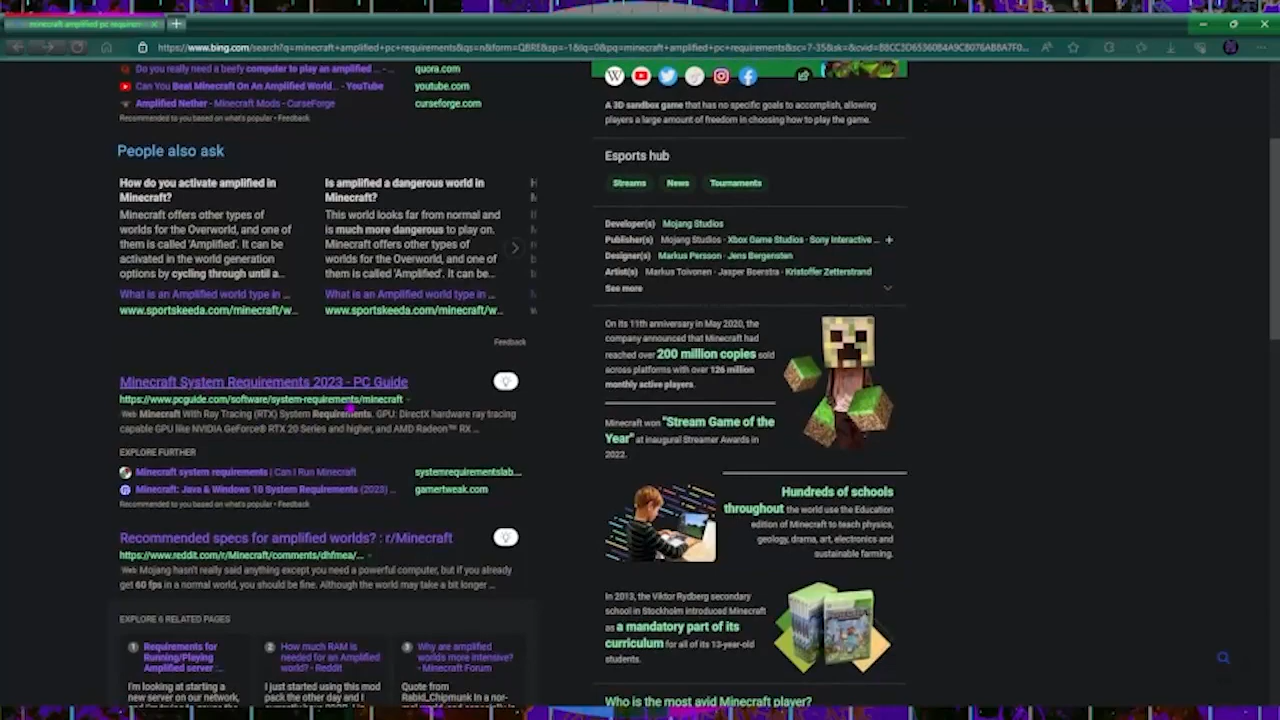 minecraft amplified pc requirem
https://www.bing.com/search?q=minecraft+amplified+pc+requirements&qs=n&form=QBRE&sp=-1&lq=0&pq=minecraft+amplified+pc+requirements&sc=7-35&sk=&cvid=
Do you really need a beefy computer to play an amplified ... - ...
quora.com
Can You Beat Minecraft On An Amplified World... - YouTube
youtube.com
Amplified Nether - Minecraft Mods - CurseForge
curseforge.com
Recommended to you based on what's popular • Feedback
People also ask
How do you activate amplified in
Minecraft?
Minecraft offers other types of
worlds for the Overworld, and one of
them is called 'Amplified'. It can be
activated in the world generation
options by cycling through until a...
What is an Amplified world type in ...
www.sportskeeda.com/minecraft/w...
Is amplified a dangerous world in
Minecraft?
This world looks far from normal and
is much more dangerous to play on.
Minecraft offers other types of
worlds for the Overworld, and one of
them is called 'Amplified'. It can be...
What is an Amplified world type in ...
www.sportskeeda.com/minecraft/w...
Feedback
Minecraft System Requirements 2023 - PC Guide
https://www.pcguide.com/software/system-requirements/minecraft
Web Minecraft With Ray Tracing (RTX) System Requirements. GPU: DirectX hardware ray tracing
capable GPU like NVIDIA GeForce® RTX 20 Series and higher, and AMD Radeon™ RX ...
EXPLORE FURTHER
Minecraft system requirements | Can I Run Minecraft
systemrequirementslab...
Minecraft: Java & Windows 10 System Requirements (2023) ...
gamertweak.com
Recommended to you based on what's popular • Feedback
Recommended specs for amplified worlds? : r/Minecraft
https://www.reddit.com/r/Minecraft/comments/dhfmea/...
Web Mojang hasn't really said anything except you need a powerful computer, but if you already
get 60 fps in a normal world, you should be fine. Although the world may take a bit longer ...
EXPLORE 6 RELATED PAGES
1 Requirements for
Running/Playing
Amplified server ...
I'm looking at starting a
new server on our network,
2 How much RAM is
needed for an Amplified
world? - Reddit
I just started using this mod
pack the other day and I
3 Why are amplified
worlds more intensive?
- Minecraft Forum
Quote from
Rabid_Chipmunk In a nor-
A 3D sandbox game that has no specific goals to accomplish, allowing
players a large amount of freedom in choosing how to play the game.
Esports hub
Streams News Tournaments
Developer(s) Mojang Studios
Publisher(s) Mojang Studios · Xbox Game Studios · Sony Interactive ... +
Designer(s) Markus Persson · Jens Bergensten
Artist(s) Markus Toivonen · Jasper Boerstra · Kristoffer Zetterstrand
See more
On its 11th anniversary in May 2020, the
company announced that Minecraft had
reached over 200 million copies sold
across platforms with over 126 million
monthly active players.
Minecraft won "Stream Game of the
Year" at inaugural Streamer Awards in
2022.
Hundreds of schools
throughout the world use the Education
edition of Minecraft to teach physics,
geology, drama, art, electronics and
sustainable farming.
In 2013, the Viktor Rydberg secondary
school in Stockholm introduced Minecraft
as a mandatory part of its
curriculum for all of its 13-year-old
students.
Who is the most avid Minecraft player?